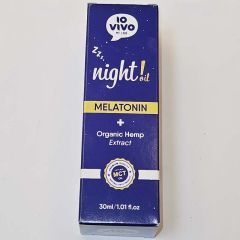 IO
VIVO
zzz
night! oil
MELATONIN
+
Organic Hemp
Extract
MCT
30ml/1.01 fl.oz